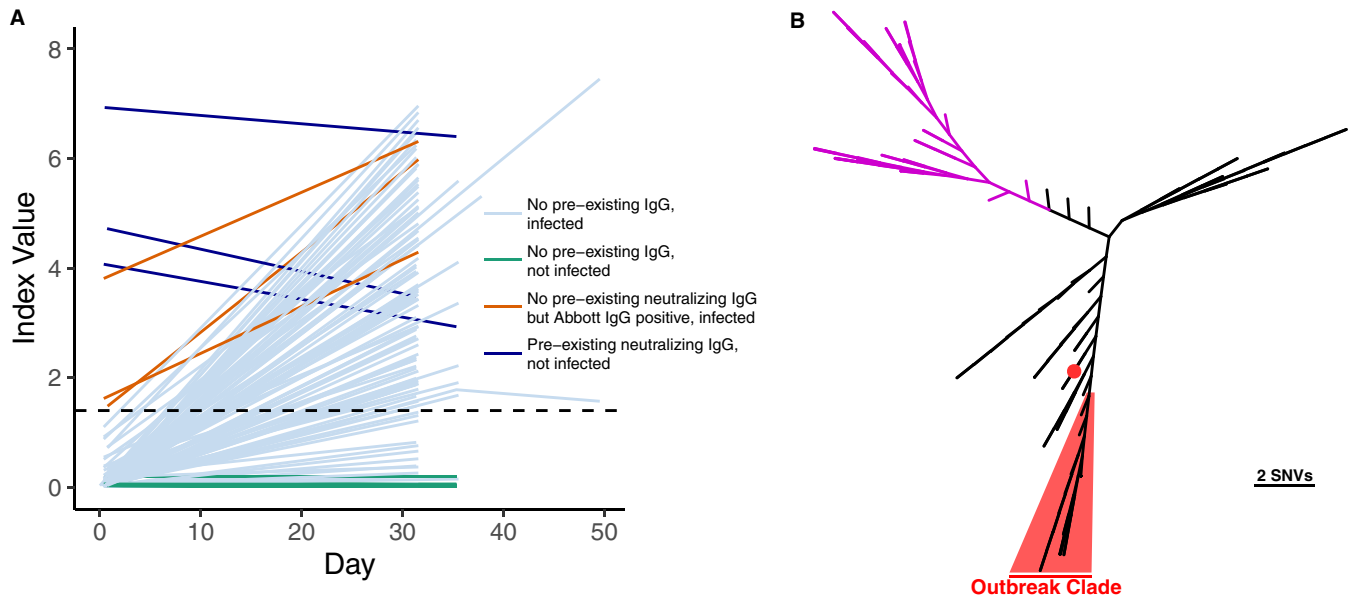 A
B
8
6
4
2
0
Index Value
0
10
20
30
40
50
Day
No pre−existing IgG,
infected
No pre−existing IgG,
not infected
No pre−existing neutralizing IgG
but Abbott IgG positive, infected
Pre−existing neutralizing IgG,
not infected
2 SNVs
Outbreak Clade